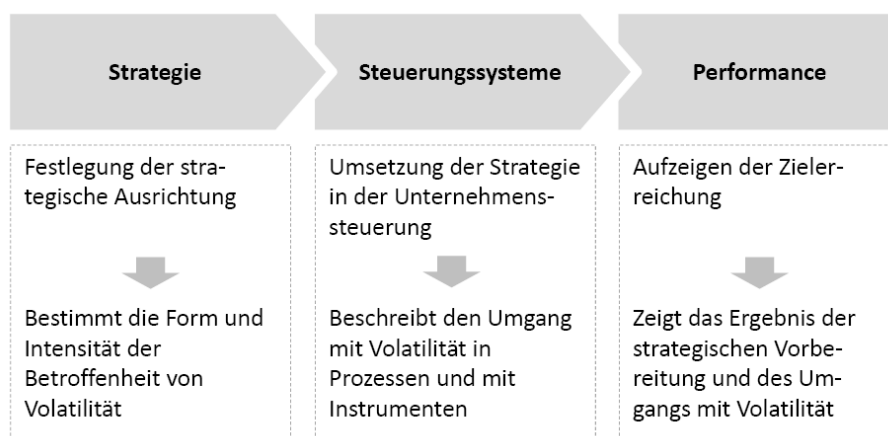 Strategie
Steuerungssysteme
Performance
Festlegung der stra-
tegische Ausrichtung
Bestimmt die Form und
Intensität der
Betroffenheit von
Volatilität
Umsetzung der Strategie
in der Unternehmens-
steuerung
Beschreibt den Umgang
mit Volatilität in
Prozessen und mit
Instrumenten
Aufzeigen der Zieler-
reichung
Zeigt das Ergebnis der
strategischen Vorbe-
reitung und des Um-
gangs mit Volatilität